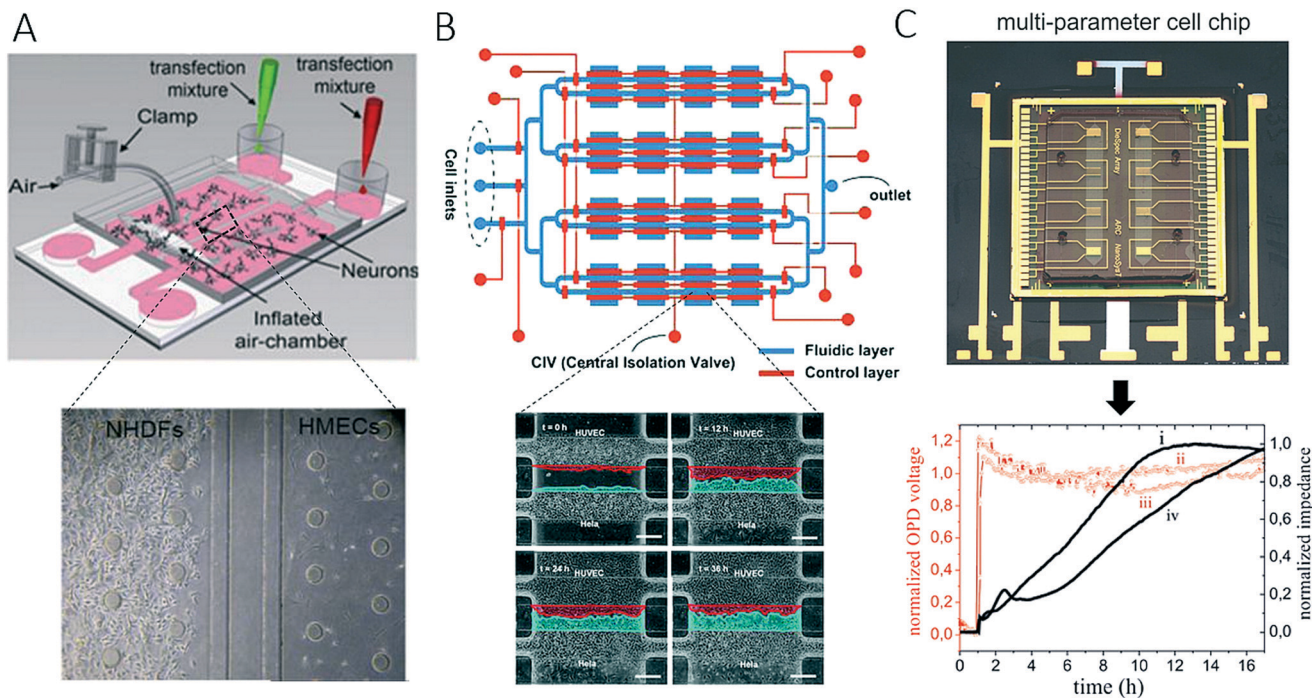 A
transfection
mixture
transfection
mixture
Clamp
Air
Neurons
Inflated
air-chamber
NHDFs
HMECs
B
Cell inlets
outlet
CIV (Central Isolation Valve)
Fluidic layer
Control layer
t = 0 h
HUVEC
Hela
t = 12 h
HUVEC
Hela
t = 24 h
HUVEC
Hela
t = 36 h
HUVEC
Hela
C
multi-parameter cell chip
DielSpec Array
ARC Nanosyst
normalized OPD voltage
1,2
1,0
0,8
0,6
0,4
0,2
0,0
i
ii
iii
iv
1,0
0,8
0,6
0,4
0,2
0,0
normalized impedance
0 2 4 6 8 10 12 14 16
time (h)